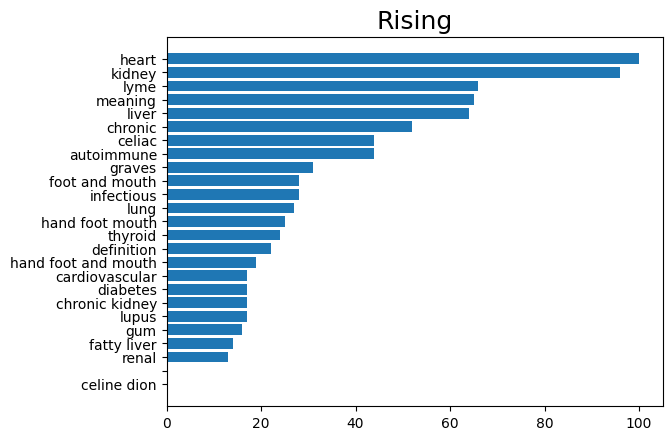 Rising
heart
kidney
lyme
meaning
liver
chronic
celiac
autoimmune
graves
foot and mouth
infectious
lung
hand foot mouth
thyroid
definition
hand foot and mouth
cardiovascular
diabetes
chronic kidney
lupus
gum
fatty liver
renal
celine dion
0 20 40 60 80 100